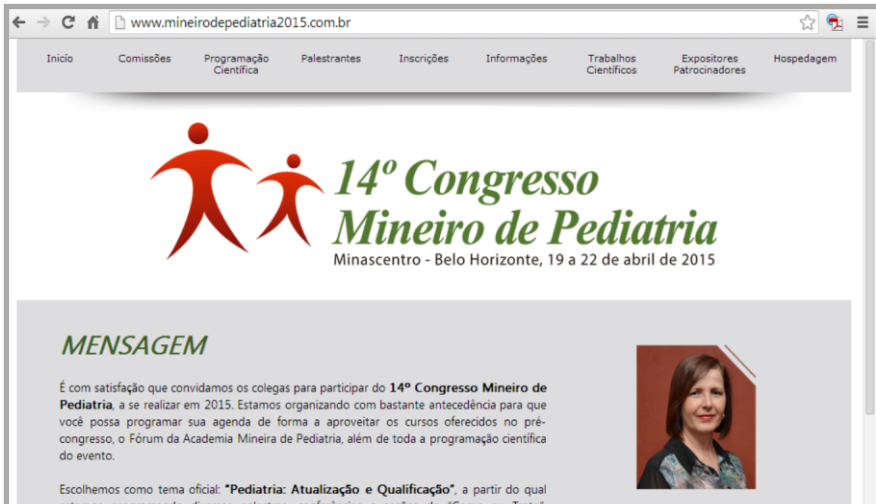 www.mineirodepediatria2015.com.br
Inicío Comissões Programação Científica Palestrantes Inscrições Informações Trabalhos Científicos Expositores Patrocinadores Hospedagem
14º Congresso
Mineiro de Pediatria
Minascentro - Belo Horizonte, 19 a 22 de abril de 2015
MENSAGEM
É com satisfação que convidamos os colegas para participar do 14º Congresso Mineiro de
Pediatria, a se realizar em 2015. Estamos organizando com bastante antecedência para que
você possa programar sua agenda de forma a aproveitar os cursos oferecidos no pré-
congresso, o Fórum da Academia Mineira de Pediatria, além de toda a programação científica
do evento.
Escolhemos como tema oficial: "Pediatria: Atualização e Qualificação", a partir do qual